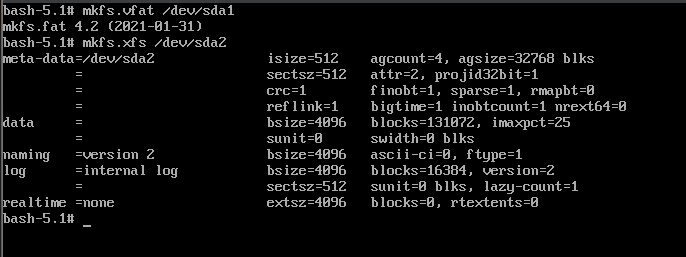 bash-5.1# mkfs.vfat /dev/sda1
mkfs.fat 4.2 (2021-01-31)
bash-5.1# mkfs.xfs /dev/sda2
meta-data=/dev/sda2              isize=512    agcount=4, agsize=32768 blks
         =                       sectsz=512   attr=2, projid32bit=1
         =                       crc=1        finobt=1, sparse=1, rmapbt=0
         =                       reflink=1    bigtime=1 inobtcount=1 nrext64=0
data     =                       bsize=4096   blocks=131072, imaxpct=25
         =                       sunit=0      swidth=0 blks
naming   =version 2              bsize=4096   ascii-ci=0, ftype=1
log      =internal log           bsize=4096   blocks=16384, version=2
         =                       sectsz=512   sunit=0 blks, lazy-count=1
realtime =none                   extsz=4096   blocks=0, rtextents=0
bash-5.1# _